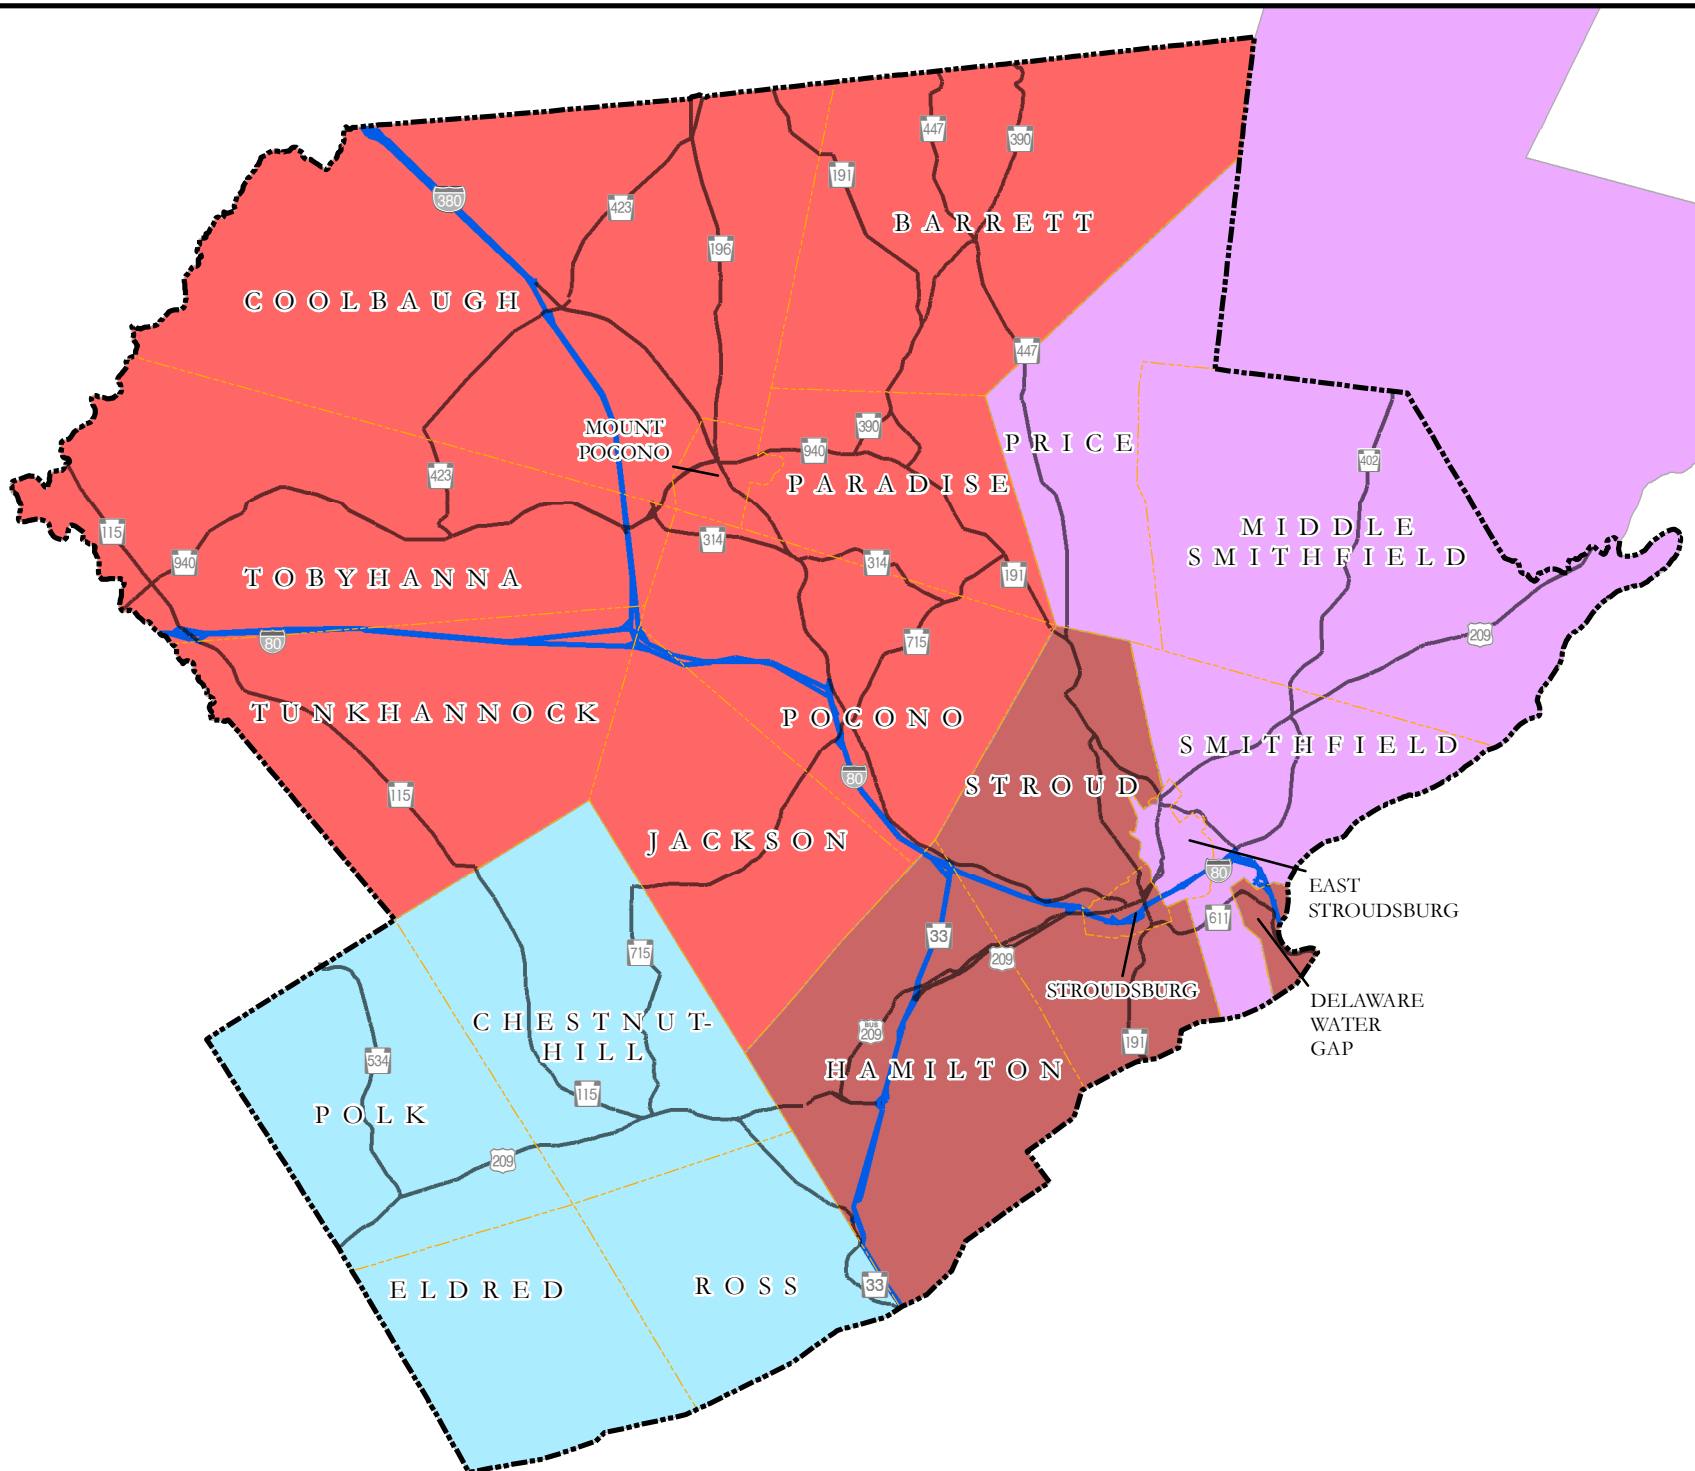 447
390
191
380
423
196
BARRETT
COOLBAUGH
447
390
MOUNT
POCONO
940
PRICE
402
423
PARADISE
115
314
MIDDLE
SMITHFIELD
940
314
191
TOBYHANNA
80
715
209
TUNKHANNOCK
POCONO
SMITHFIELD
80
STROUD
115
JACKSON
80
EAST
STROUDSBURG
611
33
715
209
STROUDSBURG
DELAWARE
WATER
GAP
CHESTNUT-
HILL
BUS
209
191
534
HAMILTON
115
POLK
209
ELDRED
ROSS
33